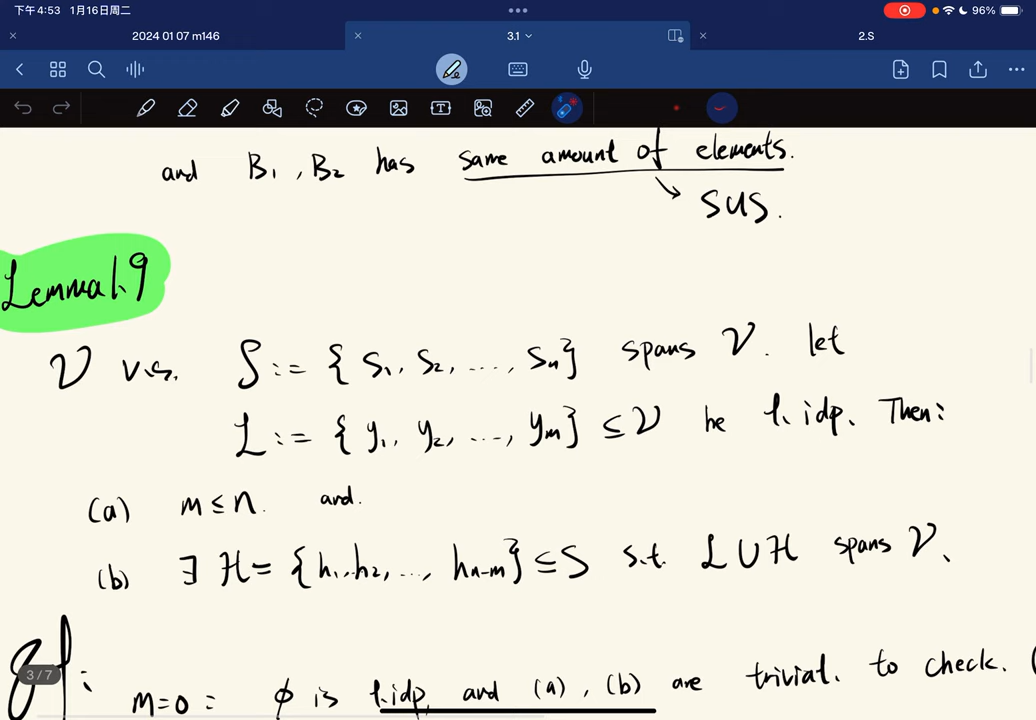 下午4:53 1月16日周二
96%
2024 01 07 m146
3.1
2.S
and B₁, B₂ has same amount of elements.
SUS.
Lemma1.9
V v.s. S := { s₁, s₂, ..., sₙ} spans V. let
L := { y₁, y₂, ..., yₘ} ⊆ V be l.idp. Then:
(a) m ≤ n. and.
(b) ∃ H = {h₁, h₂, ..., hₙ₋ₘ} ⊆ S s.t. L ∪ H spans V.
pf:
3 / 7
m=0 = ϕ is l.idp, and (a), (b) are trivial. to check. (